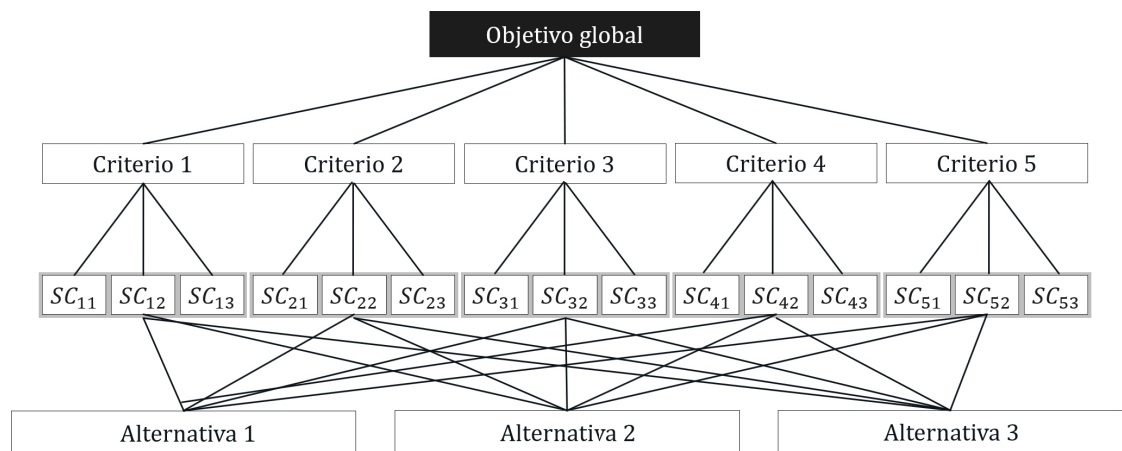 Objetivo global
Criterio 1 Criterio 2 Criterio 3 Criterio 4 Criterio 5
SC₁₁ SC₁₂ SC₁₃ SC₂₁ SC₂₂ SC₂₃ SC₃₁ SC₃₂ SC₃₃ SC₄₁ SC₄₂ SC₄₃ SC₅₁ SC₅₂ SC₅₃
Alternativa 1 Alternativa 2 Alternativa 3